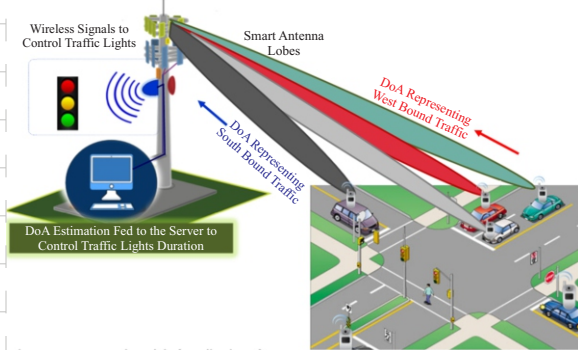 Wireless Signals to
Control Traffic Lights
Smart Antenna
Lobes
DoA Representing
West Bound Traffic
DoA Representing
South Bound Traffic
DoA Estimation Fed to the Server to
Control Traffic Lights Duration